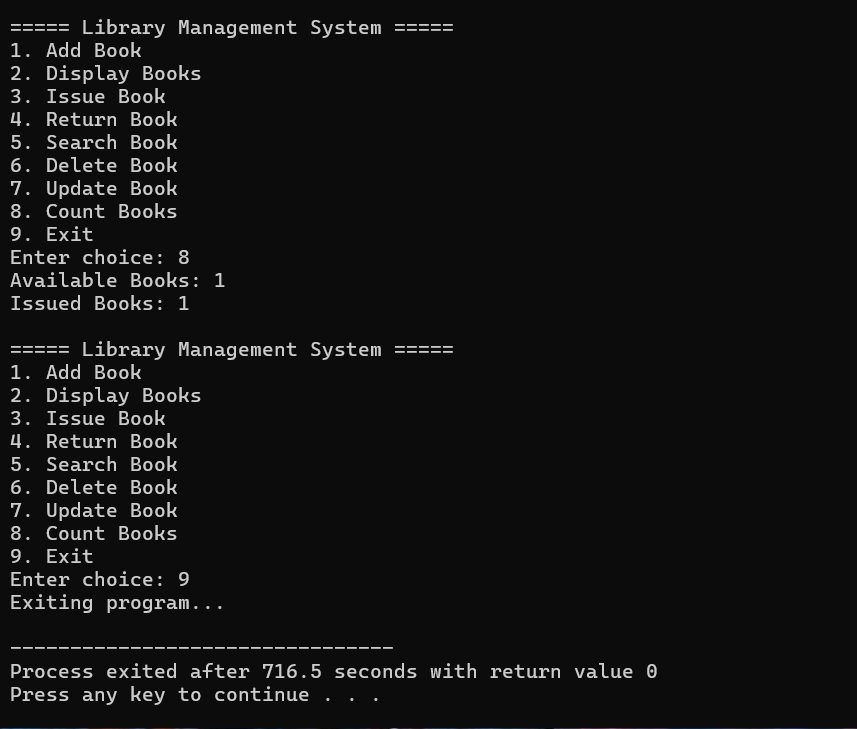 ===== Library Management System =====
1. Add Book
2. Display Books
3. Issue Book
4. Return Book
5. Search Book
6. Delete Book
7. Update Book
8. Count Books
9. Exit
Enter choice: 8
Available Books: 1
Issued Books: 1
===== Library Management System =====
1. Add Book
2. Display Books
3. Issue Book
4. Return Book
5. Search Book
6. Delete Book
7. Update Book
8. Count Books
9. Exit
Enter choice: 9
Exiting program...
--------------------------------
Process exited after 716.5 seconds with return value 0
Press any key to continue . . .